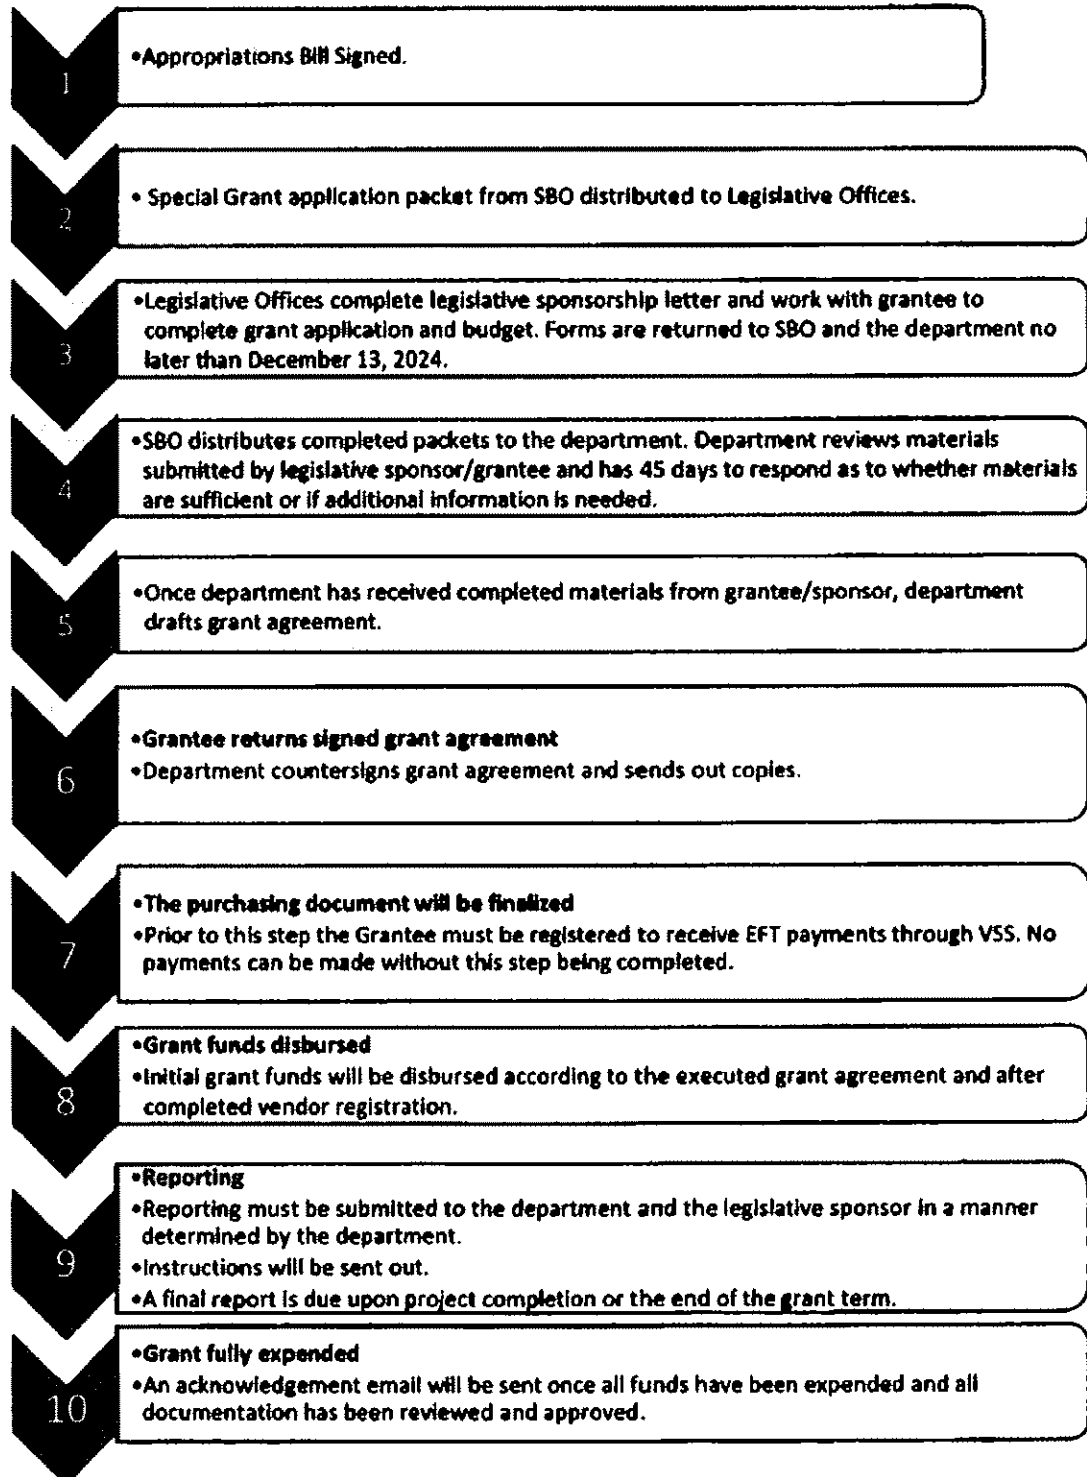 1
•Appropriations Bill Signed.
2
• Special Grant application packet from SBO distributed to Legislative Offices.
3
•Legislative Offices complete legislative sponsorship letter and work with grantee to
complete grant application and budget. Forms are returned to SBO and the department no
later than December 13, 2024.
4
•SBO distributes completed packets to the department. Department reviews materials
submitted by legislative sponsor/grantee and has 45 days to respond as to whether materials
are sufficient or if additional information is needed.
5
•Once department has received completed materials from grantee/sponsor, department
drafts grant agreement.
6
•Grantee returns signed grant agreement
•Department countersigns grant agreement and sends out copies.
7
•The purchasing document will be finalized
•Prior to this step the Grantee must be registered to receive EFT payments through VSS. No
payments can be made without this step being completed.
8
•Grant funds disbursed
•Initial grant funds will be disbursed according to the executed grant agreement and after
completed vendor registration.
9
•Reporting
•Reporting must be submitted to the department and the legislative sponsor in a manner
determined by the department.
•Instructions will be sent out.
•A final report is due upon project completion or the end of the grant term.
10
•Grant fully expended
•An acknowledgement email will be sent once all funds have been expended and all
documentation has been reviewed and approved.